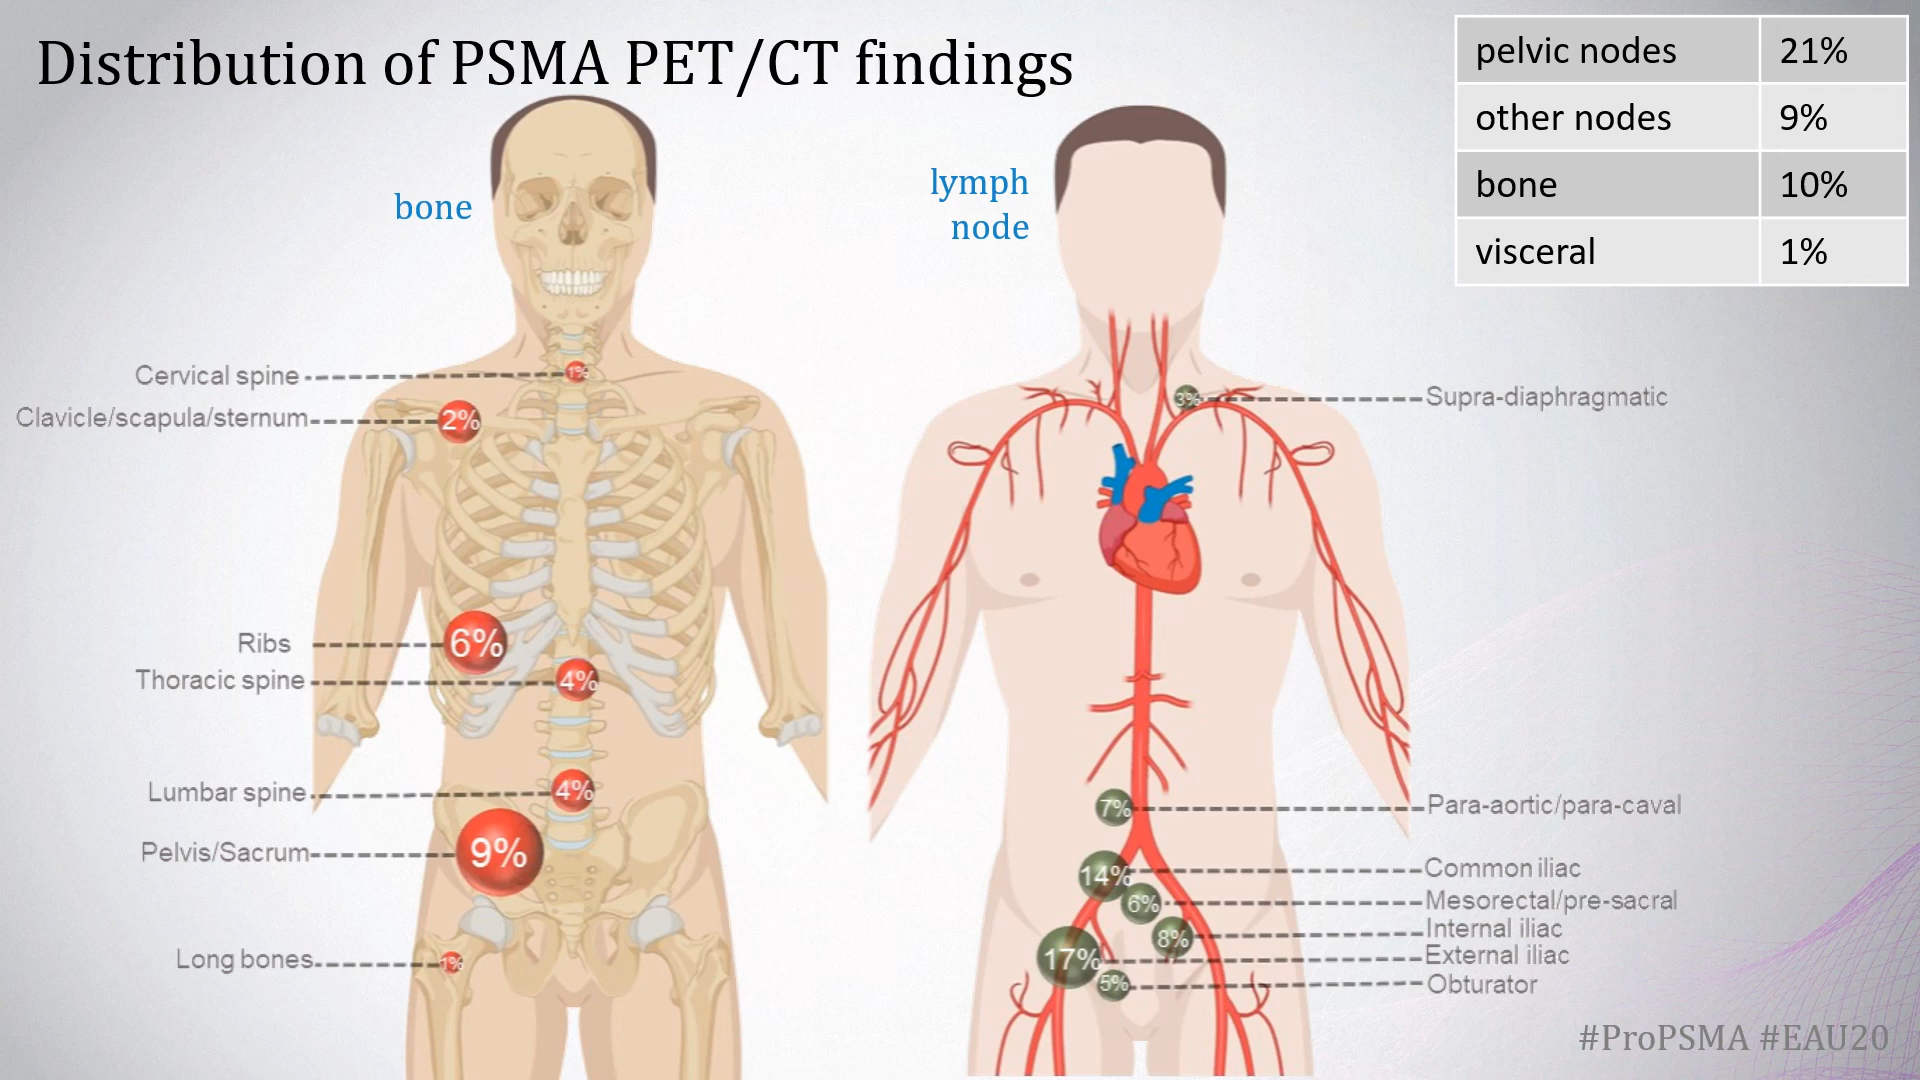 Distribution of PSMA PET/CT findings
pelvic nodes 21%
other nodes 9%
bone 10%
visceral 1%
bone
Cervical spine 1%
Clavicle/scapula/sternum 2%
Ribs 6%
Thoracic spine 4%
Lumbar spine 4%
Pelvis/Sacrum 9%
Long bones 1%
lymph
node
3% Supra-diaphragmatic
7% Para-aortic/para-caval
14% Common iliac
6% Mesorectal/pre-sacral
8% Internal iliac
17% External iliac
5% Obturator
#ProPSMA #EAU20